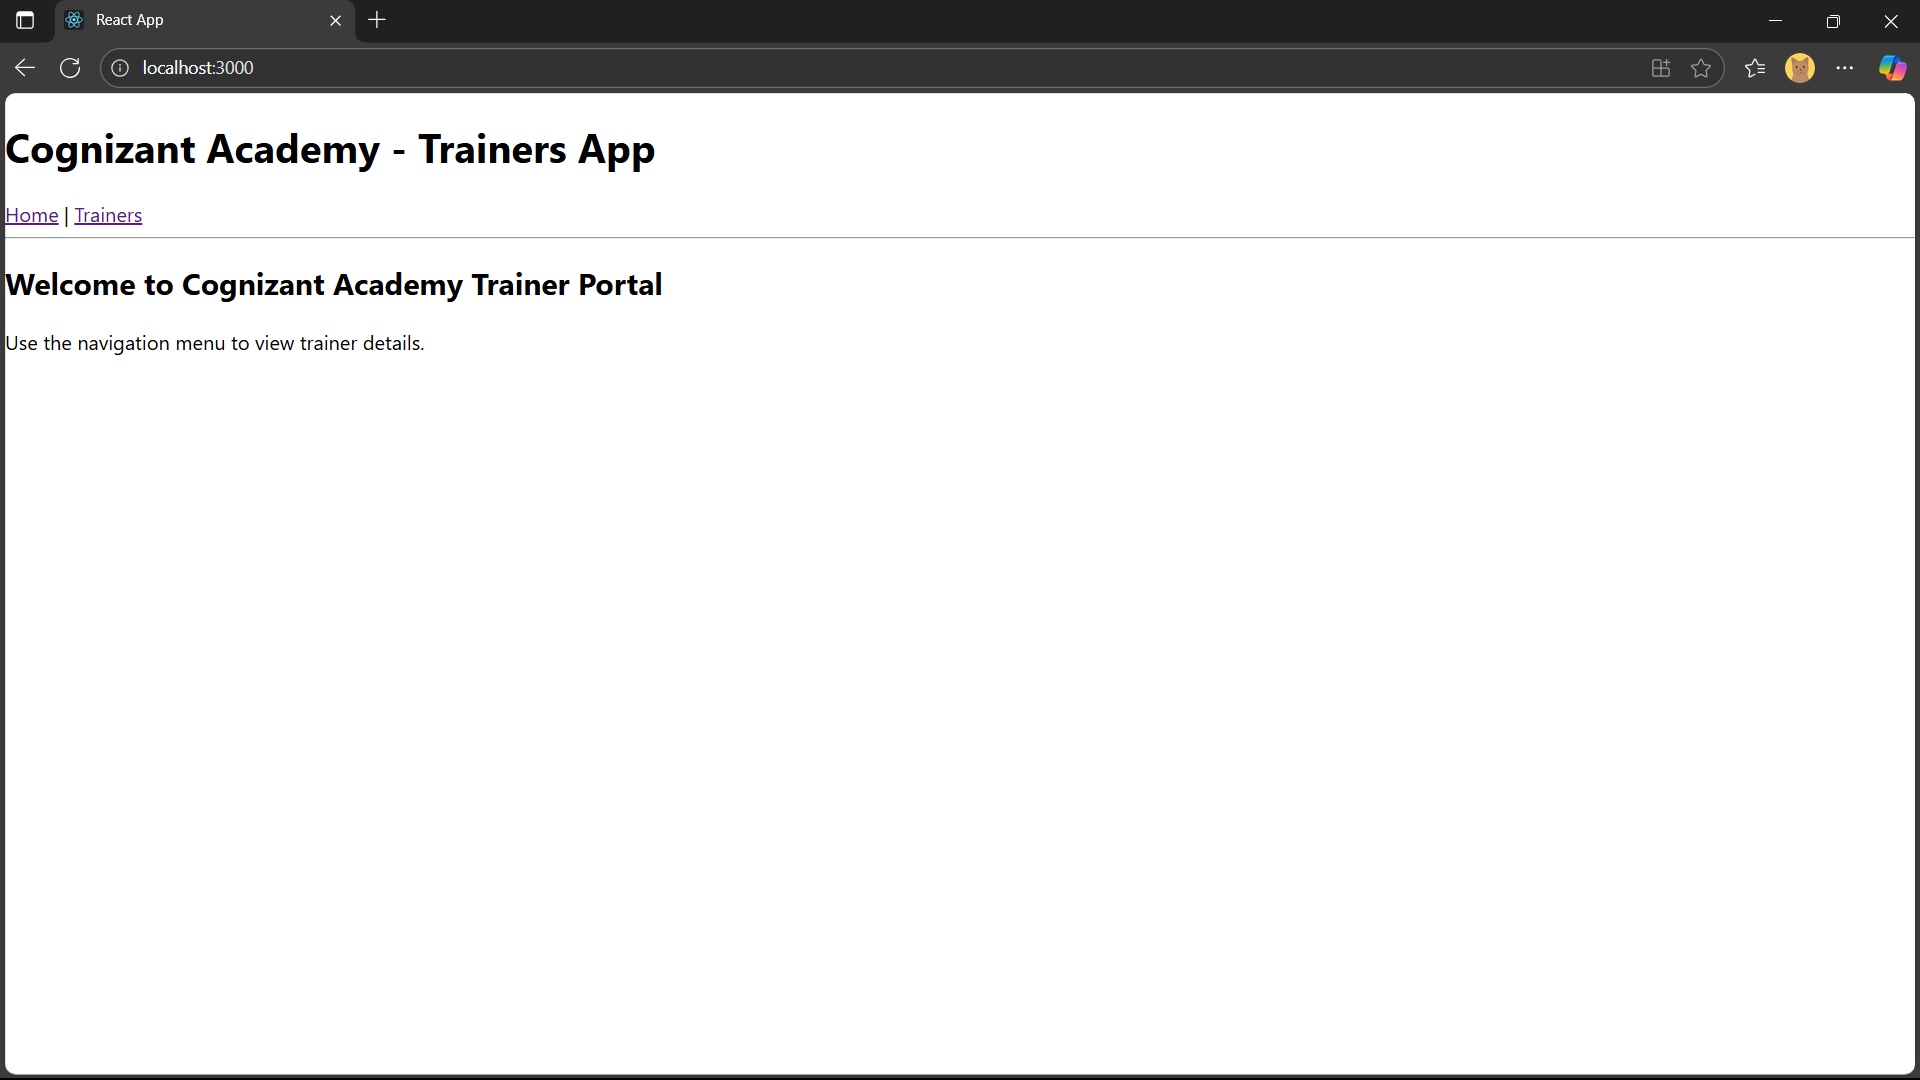 React App
localhost:3000
Cognizant Academy - Trainers App
Home | Trainers
Welcome to Cognizant Academy Trainer Portal
Use the navigation menu to view trainer details.